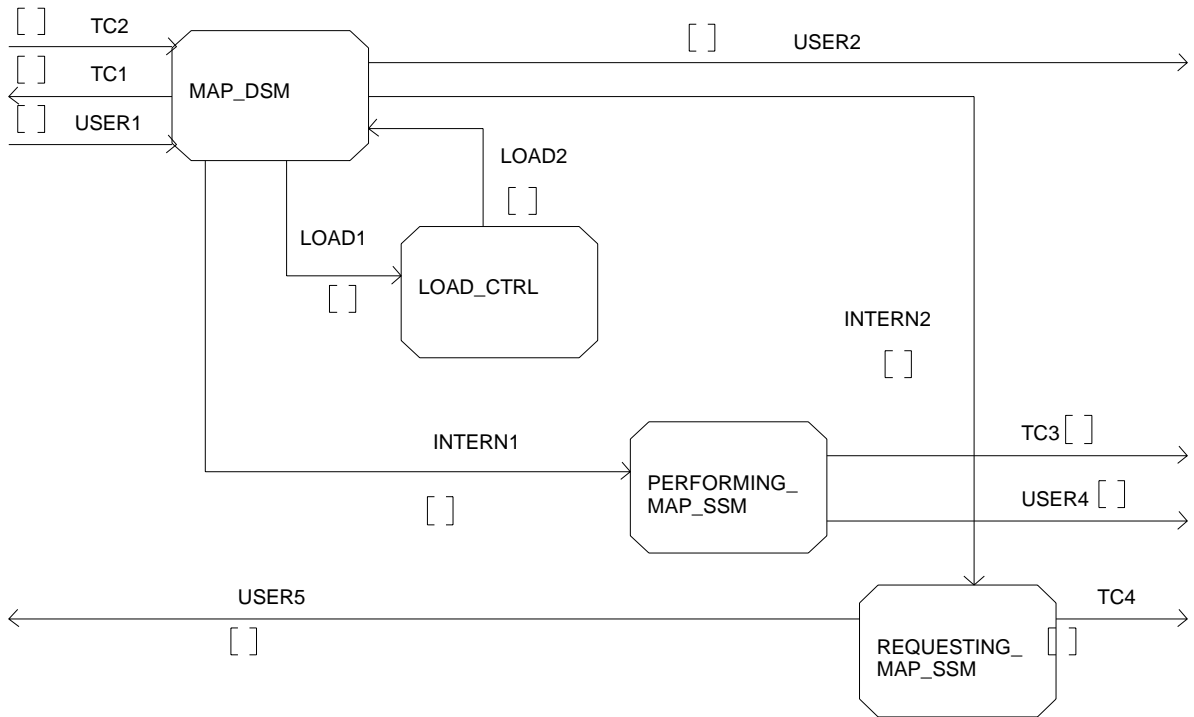 [ ] TC2
[ ] USER2
[ ] TC1
MAP_DSM
[ ] USER1
LOAD2
[ ]
LOAD1
[ ]
LOAD_CTRL
INTERN2
[ ]
INTERN1
[ ]
TC3 [ ]
PERFORMING_
MAP_SSM
USER4 [ ]
USER5
[ ]
TC4
[ ]
REQUESTING_
MAP_SSM